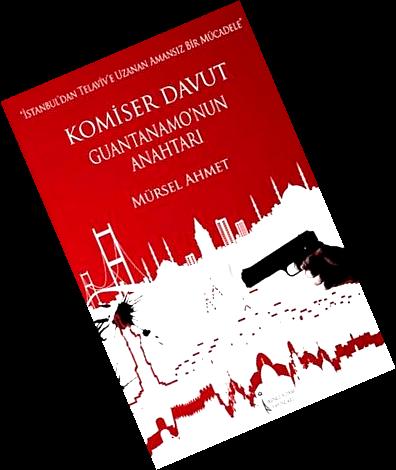 "İSTANBUL'DAN TELAVİV'E UZANAN AMANSIZ BİR MÜCADELE"
KOMİSER DAVUT
GUANTANAMO'NUN
ANAHTARI
MÜRSEL AHMET